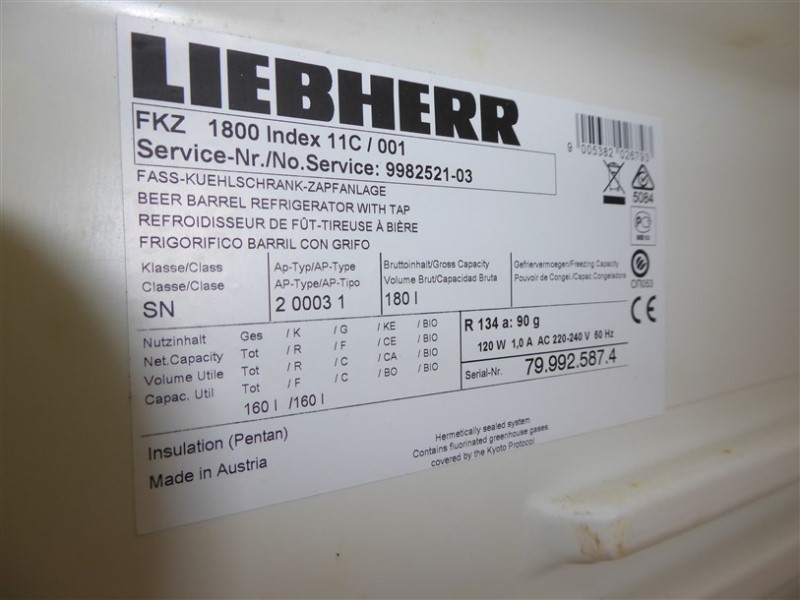 LIEBHERR
FKZ 1800 Index 11C / 001
Service-Nr./No.Service: 9982521-03
9 005382 026793
5084
FASS-KUEHLSCHRANK-ZAPFANLAGE
BEER BARREL REFRIGERATOR WITH TAP
REFROIDISSEUR DE FÛT-TIREUSE À BIÈRE
FRIGORIFICO BARRIL CON GRIFO
Klasse/Class
Classe/Clase
SN
Ap-Typ/AP-Type
AP-Type/AP-Tipo
2 0003 1
Bruttoinhalt/Gross Capacity
Volume Brut/Capacidad Bruta
180 l
Gefriervermoegen/Freezing Capacity
Pouvoir de Congel./Capac.Congeladora
CE
Nutzinhalt Ges / K / G / KE / BIO
Net.Capacity Tot / R / F / CE / BIO
Volume Utile Tot / R / C / CA / BIO
Capac. Util Tot / F / C / BO / BIO
160 l /160 l
R 134 a: 90 g
120 W 1,0 A AC 220-240 V 50 Hz
Serial-Nr. 79.992.587.4
Insulation (Pentan)
Made in Austria
Hermetically sealed system
Contains fluorinated greenhouse gases
covered by the Kyoto Protocol